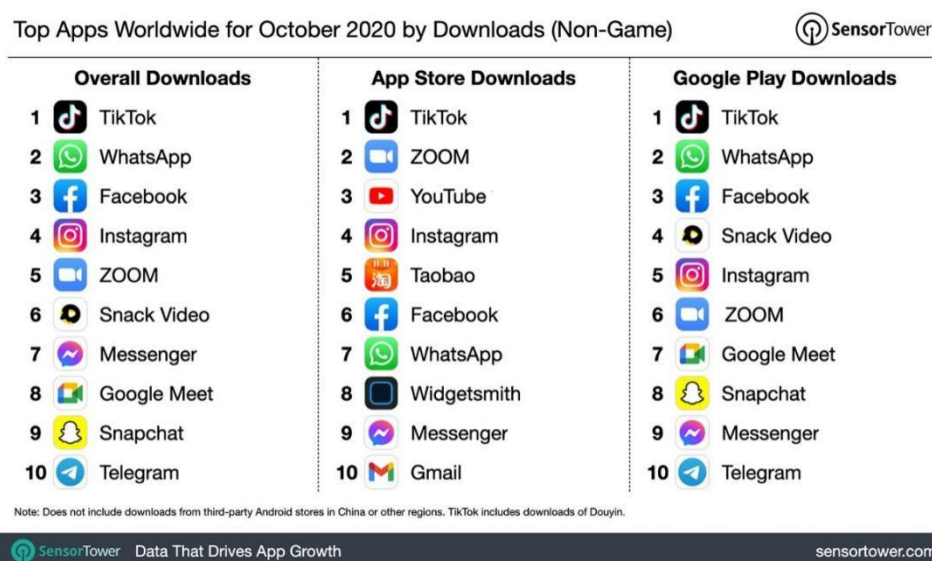 Top Apps Worldwide for October 2020 by Downloads (Non-Game)
SensorTower
Overall Downloads
1 TikTok
2 WhatsApp
3 Facebook
4 Instagram
5 ZOOM
6 Snack Video
7 Messenger
8 Google Meet
9 Snapchat
10 Telegram
App Store Downloads
1 TikTok
2 ZOOM
3 YouTube
4 Instagram
5 11.11 淘 Taobao
6 Facebook
7 WhatsApp
8 Widgetsmith
9 Messenger
10 Gmail
Google Play Downloads
1 TikTok
2 WhatsApp
3 Facebook
4 Snack Video
5 Instagram
6 ZOOM
7 Google Meet
8 Snapchat
9 Messenger
10 Telegram
Note: Does not include downloads from third-party Android stores in China or other regions. TikTok includes downloads of Douyin.
SensorTower Data That Drives App Growth
sensortower.com